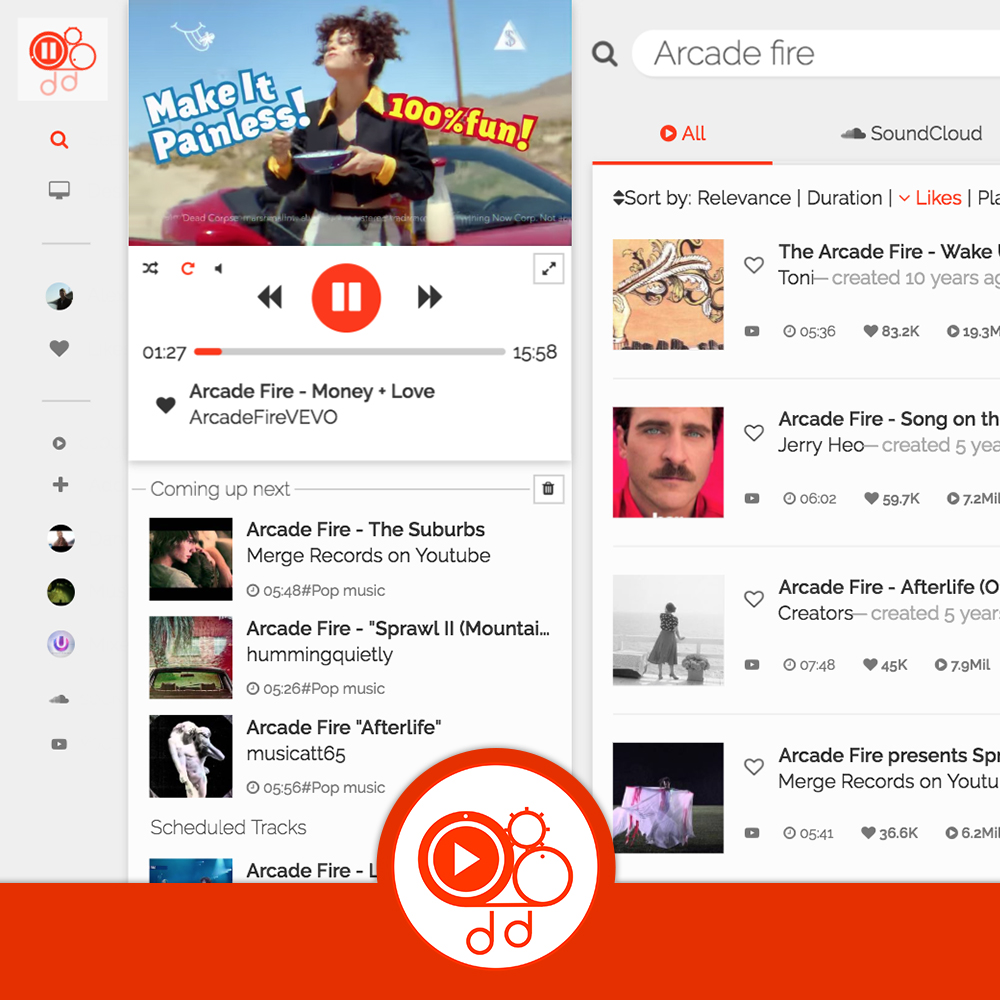 Make It
Painless!
100% fun!
$
"Dead Corpse
01:27
15:58
Arcade Fire - Money + Love
ArcadeFireVEVO
Coming up next
Arcade Fire - The Suburbs
Merge Records on Youtube
05:48#Pop music
Arcade Fire - "Sprawl II (Mountai...
hummingquietly
05:26#Pop music
Arcade Fire "Afterlife"
musicatt65
05:56#Pop music
Scheduled Tracks
Arcade Fire - L
Arcade fire
All
SoundCloud
Sort by: Relevance | Duration | Likes | Pla
The Arcade Fire - Wake U
Toni— created 10 years ag
05:36 83.2K 19.3M
Arcade Fire - Song on th
Jerry Heo— created 5 yea
06:02 59.7K 7.2Mil
Arcade Fire - Afterlife (O
Creators— created 5 years
07:48 45K 7.9Mil
Arcade Fire presents Spr
Merge Records on Youtu
05:41 36.6K 6.2Mil